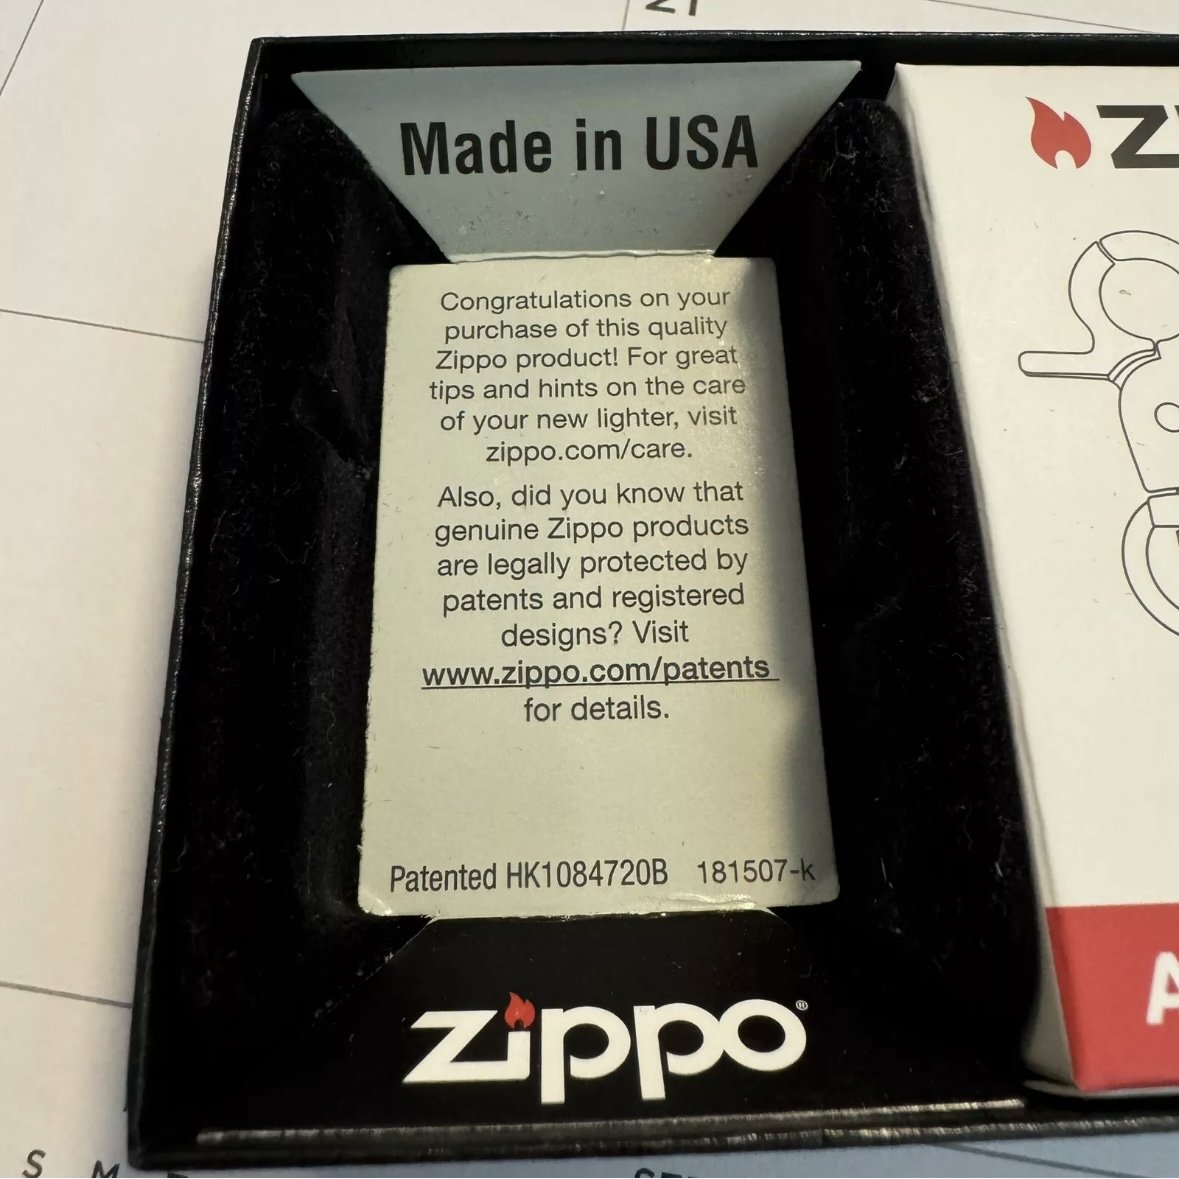 21
Made in USA
Congratulations on your
purchase of this quality
Zippo product! For great
tips and hints on the care
of your new lighter, visit
zippo.com/care.
Also, did you know that
genuine Zippo products
are legally protected by
patents and registered
designs? Visit
www.zippo.com/patents
for details.
Patented HK1084720B 181507-k
zippo®
S M